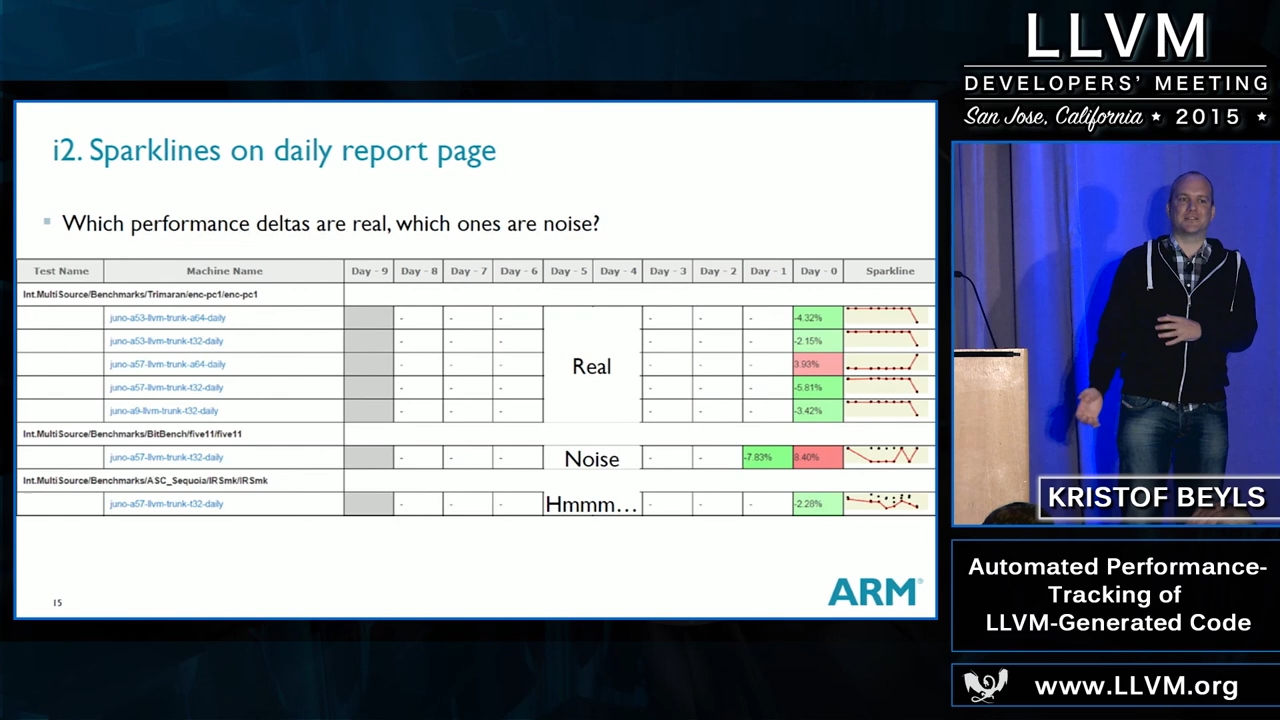 i2. Sparklines on daily report page
Which performance deltas are real, which ones are noise?
Test Name Machine Name Day - 9 Day - 8 Day - 7 Day - 6 Day - 5 Day - 4 Day - 3 Day - 2 Day - 1 Day - 0 Sparkline
Int.MultiSource/Benchmarks/Trimaran/enc-pc1/enc-pc1
juno-a53-llvm-trunk-a64-daily - - - - - - -4.32%
juno-a53-llvm-trunk-t32-daily - - - - - - -2.15%
juno-a57-llvm-trunk-a64-daily - - - Real - - - 3.93%
juno-a57-llvm-trunk-t32-daily - - - - - - -5.81%
juno-a9-llvm-trunk-t32-daily - - - - - - -3.42%
Int.MultiSource/Benchmarks/BitBench/five11/five11
juno-a57-llvm-trunk-t32-daily - - - Noise - - -7.83% 8.40%
Int.MultiSource/Benchmarks/ASC_Sequoia/IRSmk/IRSmk
juno-a57-llvm-trunk-t32-daily - - - Hmmm... - - - -2.28%
15
ARM®
LLVM
DEVELOPERS' MEETING
San Jose, California ★ 2015 ★
KRISTOF BEYLS
Automated Performance-
Tracking of
LLVM-Generated Code
www.LLVM.org